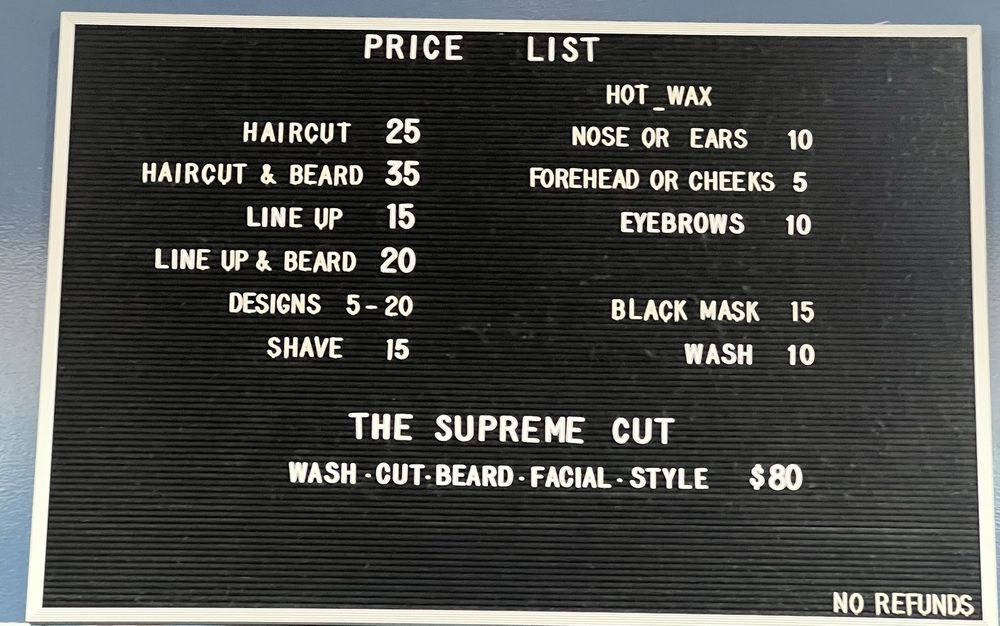 PRICE LIST
HAIRCUT 25
HAIRCUT & BEARD 35
LINE UP 15
LINE UP & BEARD 20
DESIGNS 5-20
SHAVE 15
HOT_WAX
NOSE OR EARS 10
FOREHEAD OR CHEEKS 5
EYEBROWS 10
BLACK MASK 15
WASH 10
THE SUPREME CUT
WASH-CUT-BEARD-FACIAL-STYLE $80
NO REFUNDS